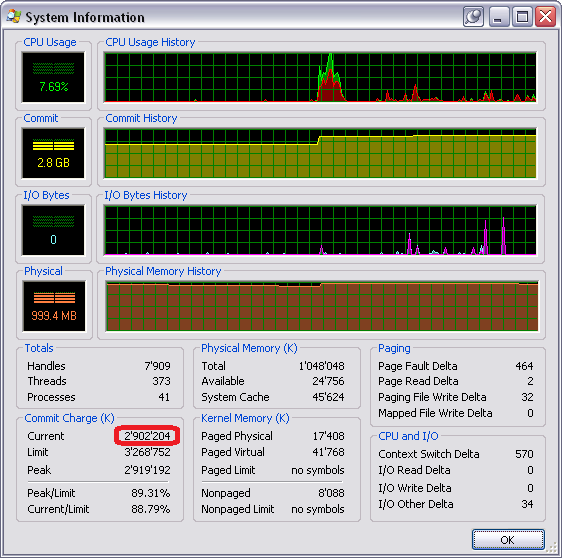 System Information
CPU Usage
CPU Usage History
7.69%
Commit
Commit History
2.8 GB
I/O Bytes
I/O Bytes History
0
Physical
Physical Memory History
999.4 MB
Totals
Handles 7'909
Threads 373
Processes 41
Physical Memory (K)
Total 1'048'048
Available 24'756
System Cache 45'624
Paging
Page Fault Delta 464
Page Read Delta 2
Paging File Write Delta 32
Mapped File Write Delta 0
Commit Charge (K)
Current 2'902'204
Limit 3'268'752
Peak 2'919'192
Peak/Limit 89.31%
Current/Limit 88.79%
Kernel Memory (K)
Paged Physical 17'408
Paged Virtual 41'768
Paged Limit no symbols
Nonpaged 8'088
Nonpaged Limit no symbols
CPU and I/O
Context Switch Delta 570
I/O Read Delta 0
I/O Write Delta 0
I/O Other Delta 34
OK